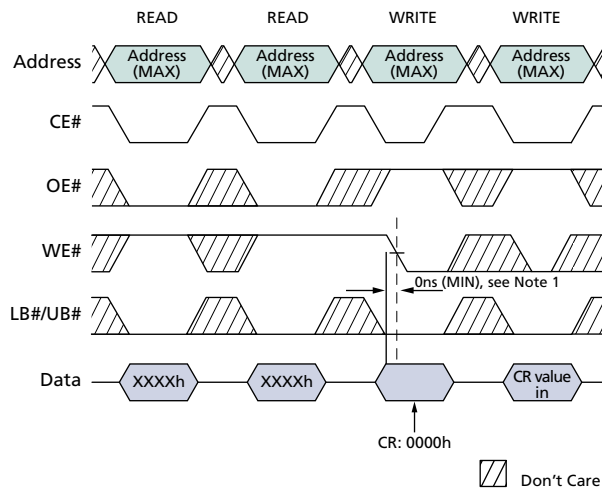 READ READ WRITE WRITE
Address Address (MAX) Address (MAX) Address (MAX) Address (MAX)
CE#
OE#
WE#
0ns (MIN), see Note 1
LB#/UB#
Data XXXXh XXXXh CR value in
CR: 0000h
Don't Care